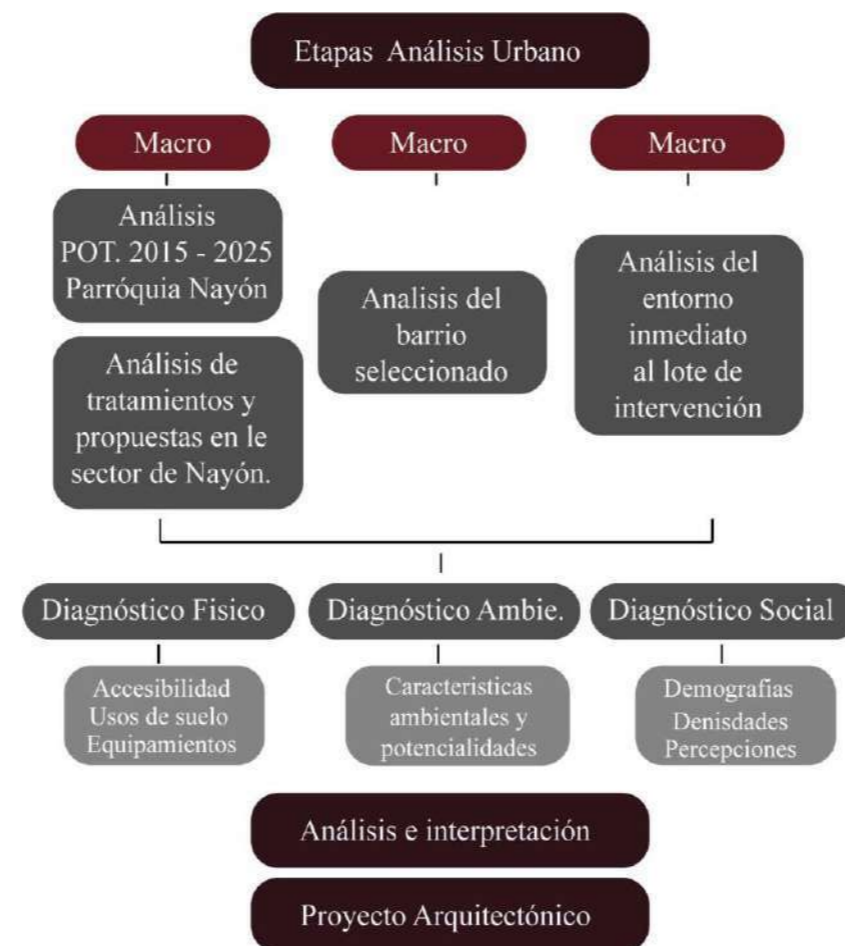 Etapas Análisis Urbano
Macro
Macro
Macro
Análisis
POT. 2015 - 2025
Parróquia Nayón
Análisis de
tratamientos y
propuestas en le
sector de Nayón.
Analisis del
barrio
seleccionado
Análisis del
entorno
inmediato
al lote de
intervención
Diagnóstico Fisico
Diagnóstico Ambie.
Diagnóstico Social
Accesibilidad
Usos de suelo
Equipamientos
Caracteristicas
ambientales y
potencialidades
Demografias
Denisdades
Percepciones
Análisis e interpretación
Proyecto Arquitectónico